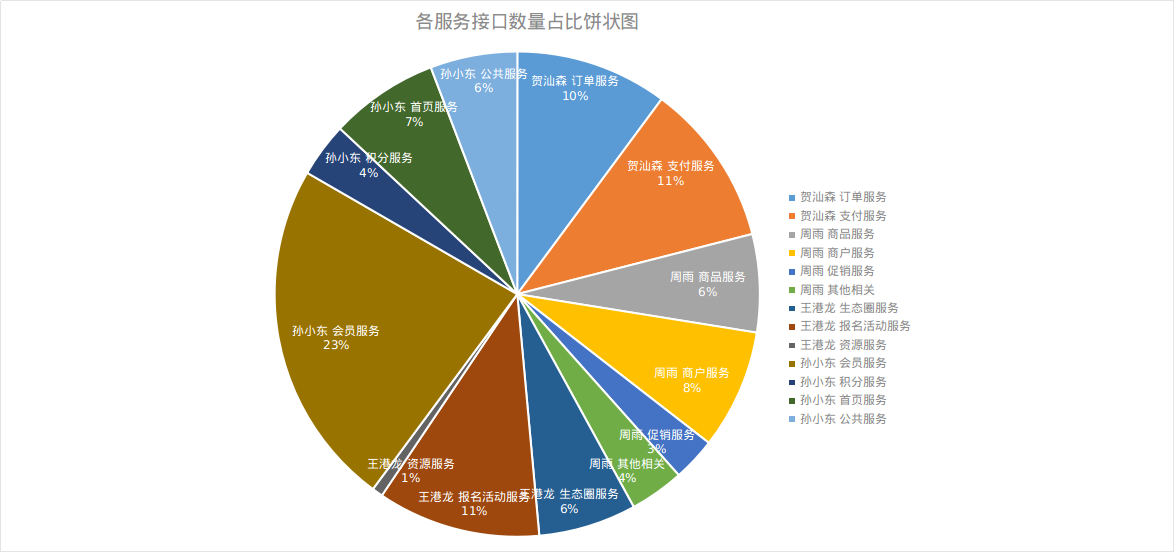 各服务接口数量占比饼状图
孙小东 公共服务
6%
贺汕森 订单服务
10%
孙小东 首页服务
7%
孙小东 积分服务
4%
贺汕森 支付服务
11%
周雨 商品服务
6%
孙小东 会员服务
23%
周雨 商户服务
8%
周雨 促销服务
3%
周雨 其他相关
4%
王港龙 资源服务
1%
王港龙 报名活动服务
11%
王港龙 生态圈服务
6%
贺汕森 订单服务
贺汕森 支付服务
周雨 商品服务
周雨 商户服务
周雨 促销服务
周雨 其他相关
王港龙 生态圈服务
王港龙 报名活动服务
王港龙 资源服务
孙小东 会员服务
孙小东 积分服务
孙小东 首页服务
孙小东 公共服务